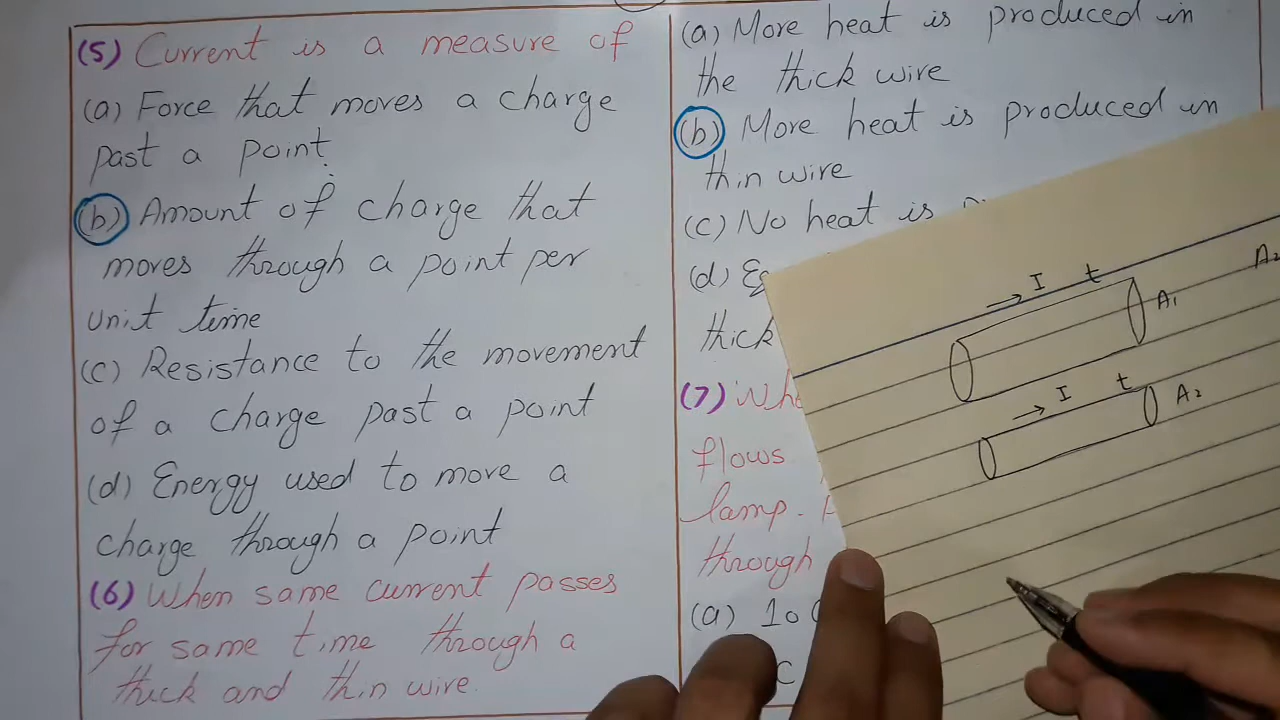 (5) Current is a measure of
(a) Force that moves a charge
past a point.
(b) Amount of charge that
moves through a point per
unit time
(c) Resistance to the movement
of a charge past a point
(d) Energy used to move a
charge through a point
(6) When same current passes
for same time through a
thick and thin wire.
(a) More heat is produced in
the thick wire
(b) More heat is produced in
thin wire
(c) No heat is
(d)
thick
(7)
flows
lamp.
through
(a) 10
C
I t
A1
I t
A2
A2